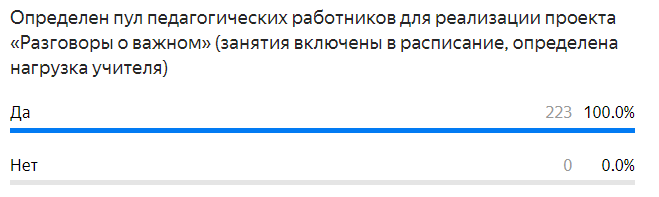 Определен пул педагогических работников для реализации проекта
«Разговоры о важном» (занятия включены в расписание, определена
нагрузка учителя)
Да 223 100.0%
Нет 0 0.0%